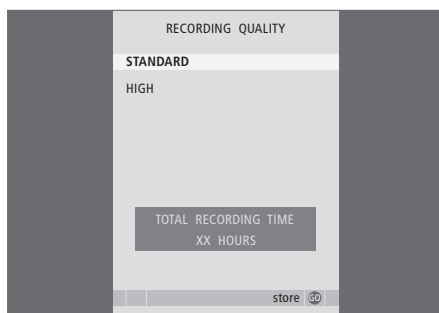 RECORDING QUALITY
STANDARD
HIGH
TOTAL RECORDING TIME
XX HOURS
store GO